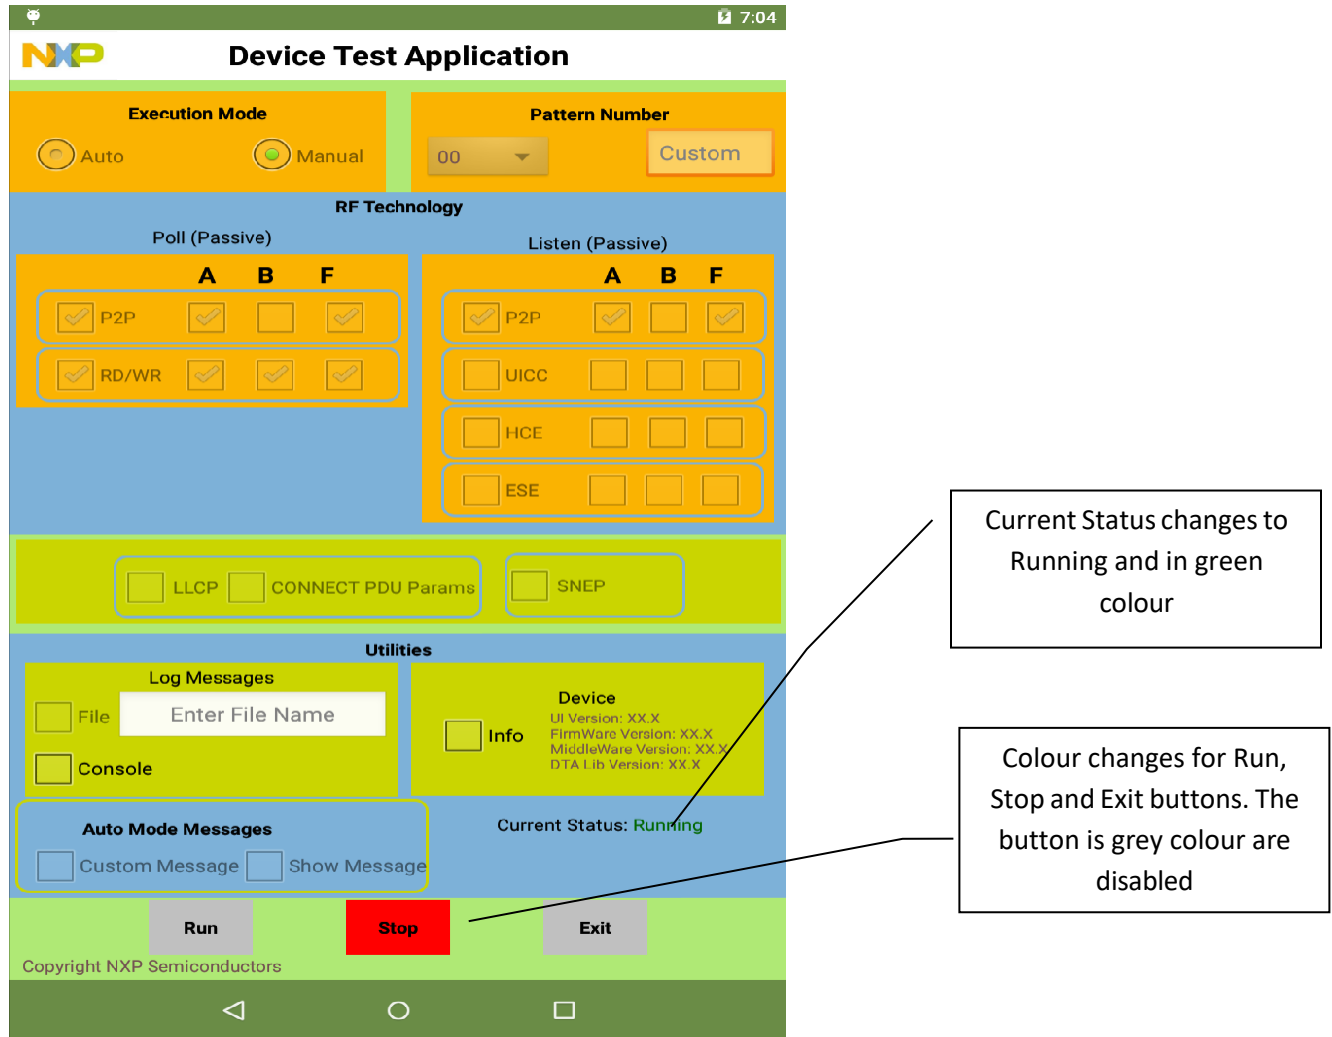 7:04
NXP
Device Test Application
Execution Mode
Pattern Number
Auto
Manual
00
Custom
RF Technology
Poll (Passive)
Listen (Passive)
A B F
A B F
P2P
P2P
RD/WR
UICC
HCE
ESE
LLCP
CONNECT PDU Params
SNEP
Utilities
Log Messages
File
Enter File Name
Console
Device
Info
UI Version: XX.X
FirmWare Version: XX.X
MiddleWare Version: XX.X
DTA Lib Version: XX.X
Auto Mode Messages
Custom Message
Show Message
Current Status: Running
Run
Stop
Exit
Copyright NXP Semiconductors
Current Status changes to
Running and in green
colour
Colour changes for Run,
Stop and Exit buttons. The
button is grey colour are
disabled